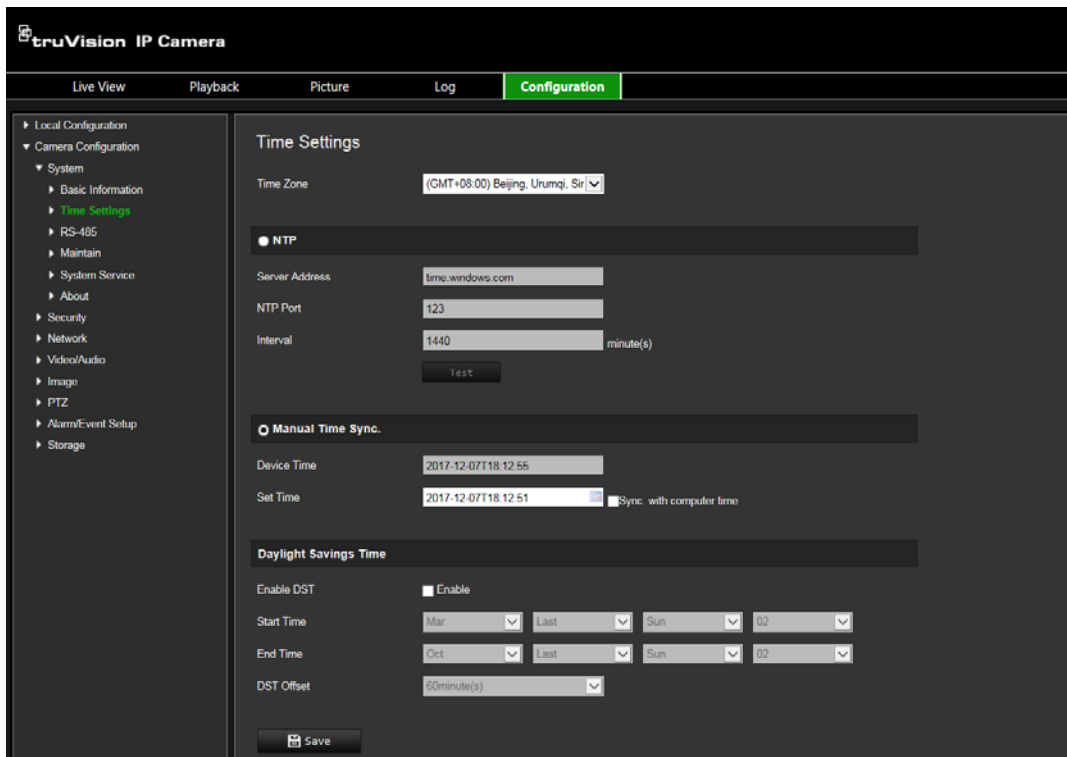 truVision IP Camera
Live View Playback Picture Log Configuration
Local Configuration
Camera Configuration
System
Basic Information
Time Settings
RS-485
Maintain
System Service
About
Security
Network
Video/Audio
Image
PTZ
Alarm/Event Setup
Storage
Time Settings
Time Zone (GMT+08:00) Beijing, Urumqi, Sin
NTP
Server Address time.windows.com
NTP Port 123
Interval 1440 minute(s)
Test
Manual Time Sync.
Device Time 2017-12-07T18:12:55
Set Time 2017-12-07T18:12:51 Sync. with computer time
Daylight Savings Time
Enable DST Enable
Start Time Mar Last Sun 02
End Time Oct Last Sun 02
DST Offset 60minute(s)
Save